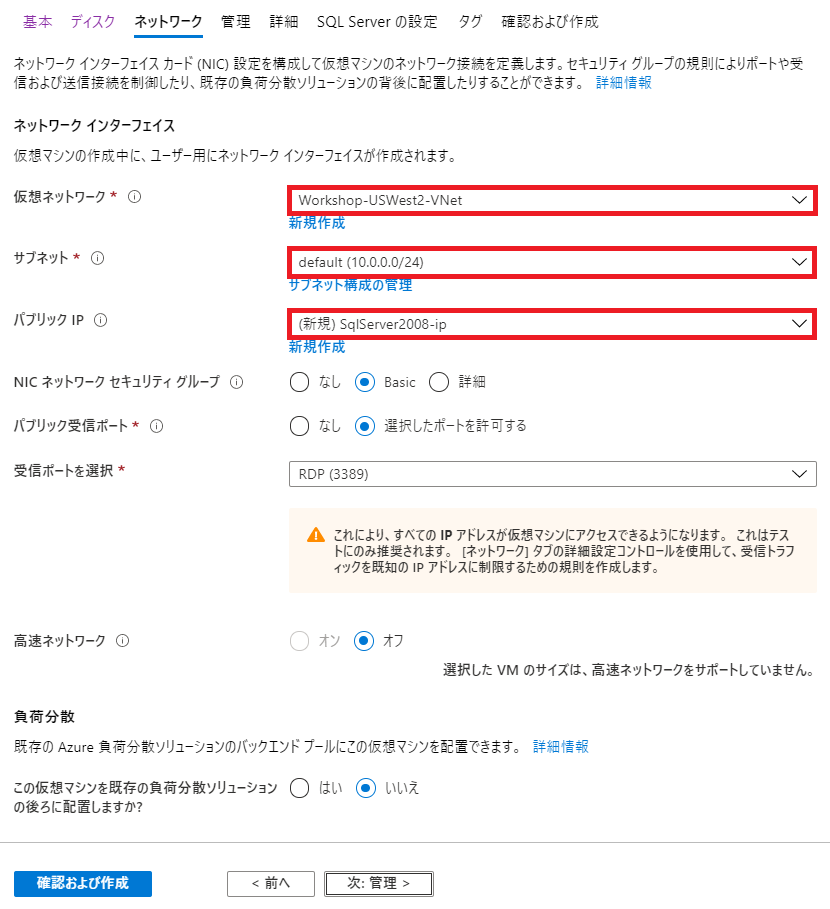 基本 ディスク ネットワーク 管理 詳細 SQL Server の設定 タグ 確認および作成
ネットワーク インターフェイス カード (NIC) 設定を構成して仮想マシンのネットワーク接続を定義します。セキュリティ グループの規則によりポートや受
信および送信接続を制御したり、既存の負荷分散ソリューションの背後に配置したりすることができます。 詳細情報
ネットワーク インターフェイス
仮想マシンの作成中に、ユーザー用にネットワーク インターフェイスが作成されます。
仮想ネットワーク *
Workshop-USWest2-VNet
新規作成
サブネット *
default (10.0.0.0/24)
サブネット構成の管理
パブリック IP
(新規) SqlServer2008-ip
新規作成
NIC ネットワーク セキュリティ グループ なし Basic 詳細
パブリック受信ポート * なし 選択したポートを許可する
受信ポートを選択 *
RDP (3389)
これにより、すべての IP アドレスが仮想マシンにアクセスできるようになります。 これはテス
トにのみ推奨されます。 [ネットワーク] タブの詳細設定コントロールを使用して、受信トラフ
ィックを既知の IP アドレスに制限するための規則を作成します。
高速ネットワーク オン オフ
選択した VM のサイズは、高速ネットワークをサポートしていません。
負荷分散
既存の Azure 負荷分散ソリューションのバックエンド プールにこの仮想マシンを配置できます。 詳細情報
この仮想マシンを既存の負荷分散ソリューション はい いいえ
の後ろに配置しますか?
確認および作成 < 前へ 次: 管理 >